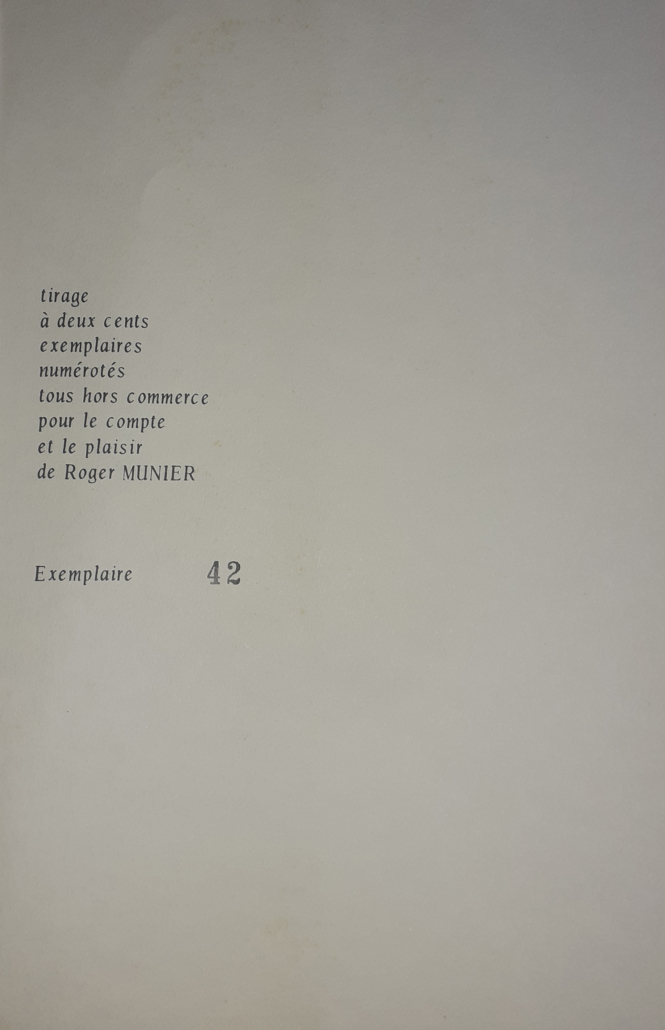 tirage
à deux cents
exemplaires
numérotés
tous hors commerce
pour le compte
et le plaisir
de Roger MUNIER
Exemplaire 42